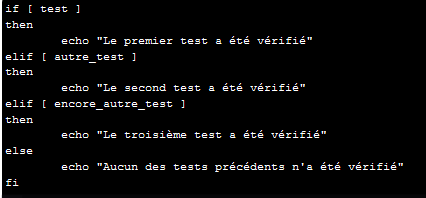 if [ test ]
then
        echo "Le premier test a été vérifié"
elif [ autre_test ]
then
        echo "Le second test a été vérifié"
elif [ encore_autre_test ]
then
        echo "Le troisième test a été vérifié"
else
        echo "Aucun des tests précédents n'a été vérifié"
fi